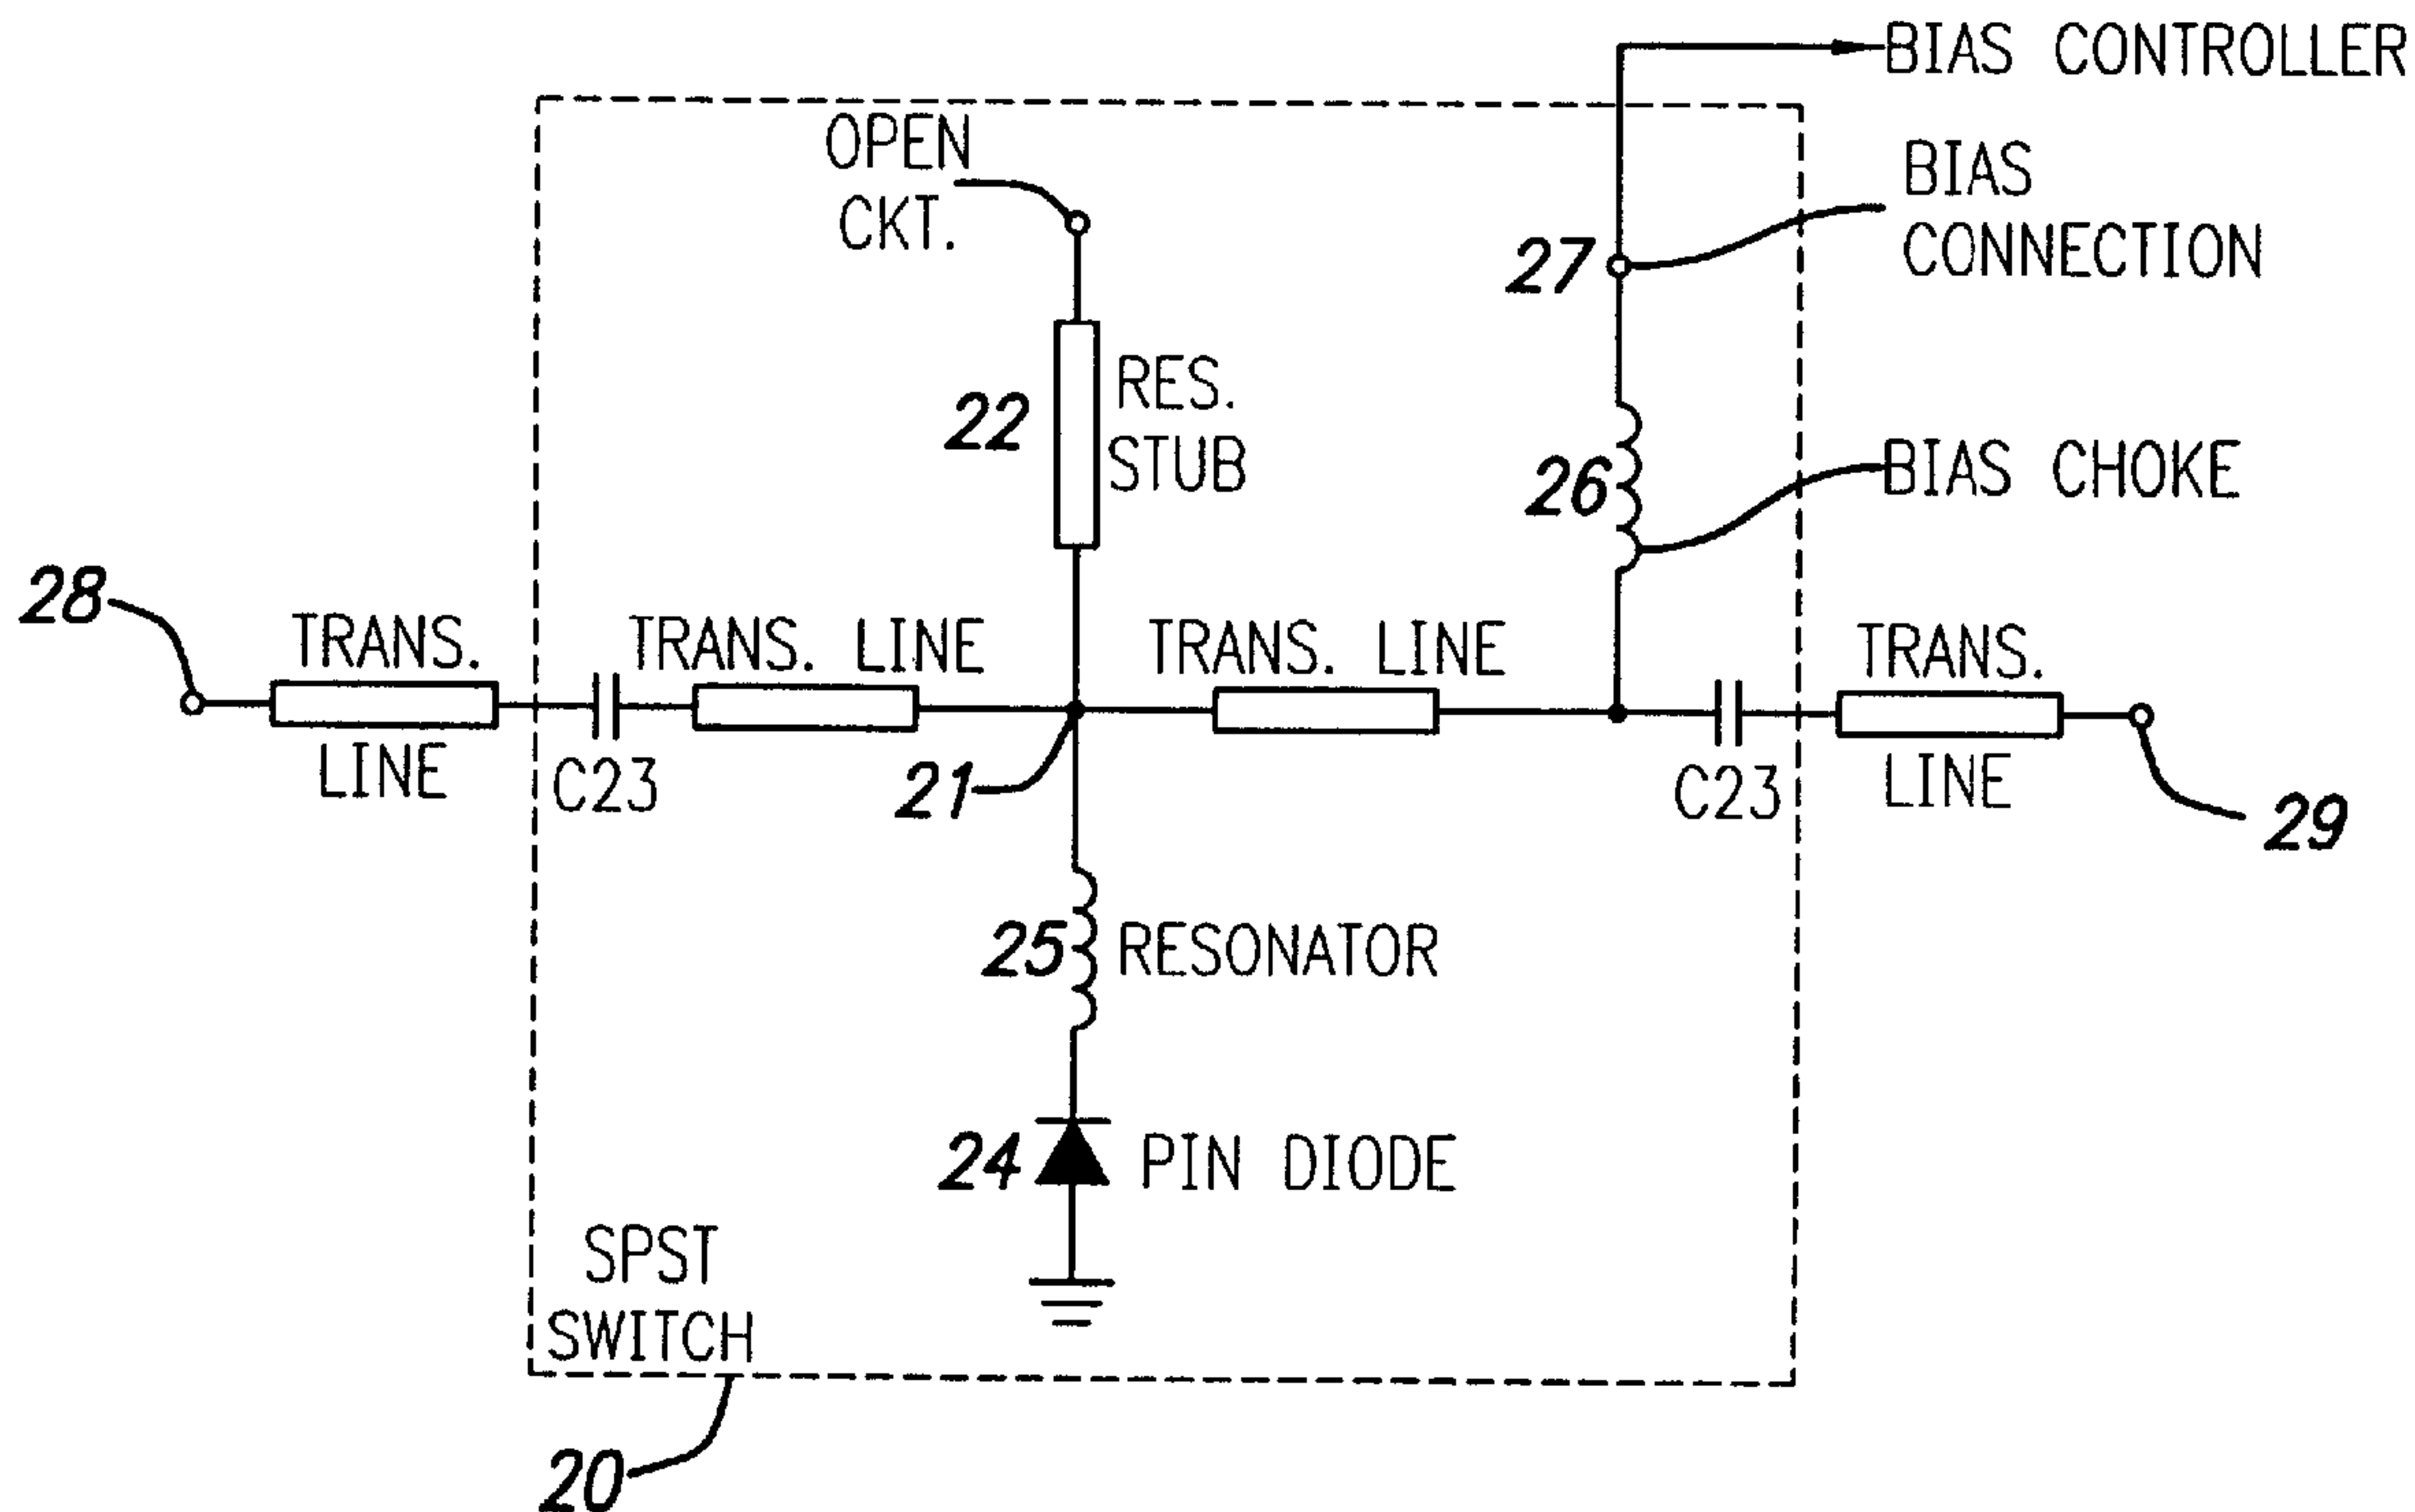 BIAS CONTROLLER
OPEN
CKT.
BIAS
CONNECTION
27
22
RES.
STUB
26
BIAS CHOKE
28
TRANS.
LINE
C23
TRANS. LINE
21
TRANS. LINE
C23
TRANS.
LINE
29
25
RESONATOR
24
PIN DIODE
SPST
SWITCH
20